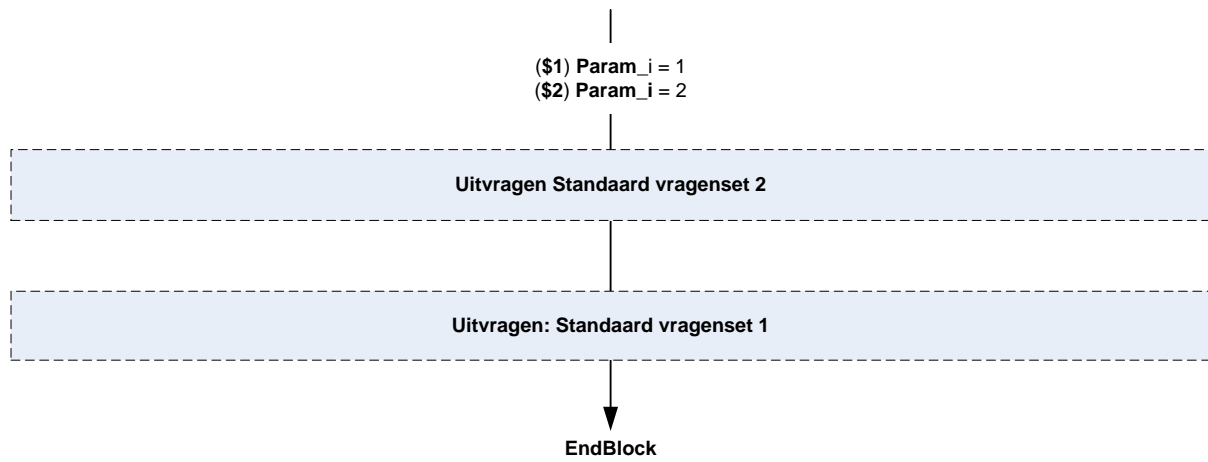 ($1) Param_i = 1
($2) Param_i = 2
Uitvragen Standaard vragenset 2
Uitvragen: Standaard vragenset 1
EndBlock